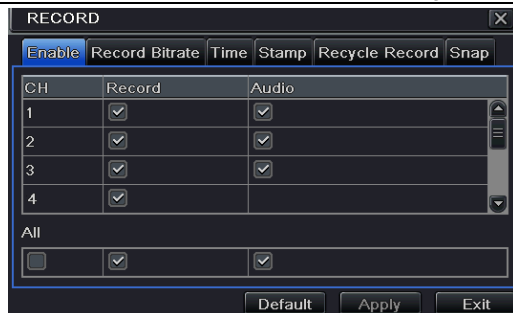 RECORD
Enable Record Bitrate Time Stamp Recycle Record Snap
CH Record Audio
1
2
3
4
All
Default Apply Exit